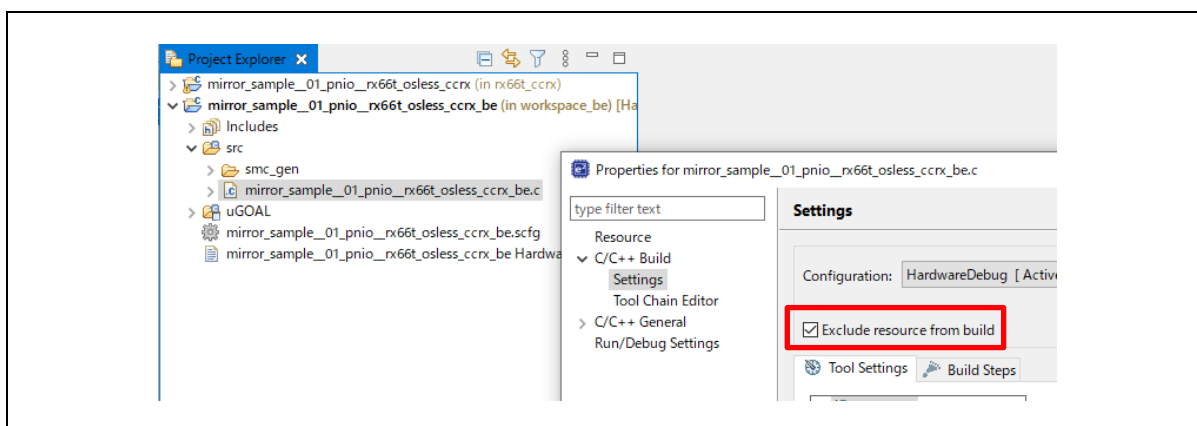 Project Explorer
mirror_sample__01_pnio__rx66t_osless_ccrx (in rx66t_ccrx)
mirror_sample__01_pnio__rx66t_osless_ccrx_be (in workspace_be) [Ha
Includes
src
smc_gen
mirror_sample__01_pnio__rx66t_osless_ccrx_be.c
uGOAL
mirror_sample__01_pnio__rx66t_osless_ccrx_be.scfg
mirror_sample__01_pnio__rx66t_osless_ccrx_be Hardwa
Properties for mirror_sample__01_pnio__rx66t_osless_ccrx_be.c
type filter text
Resource
C/C++ Build
Settings
Tool Chain Editor
C/C++ General
Run/Debug Settings
Settings
Configuration: HardwareDebug [ Active
Exclude resource from build
Tool Settings
Build Steps